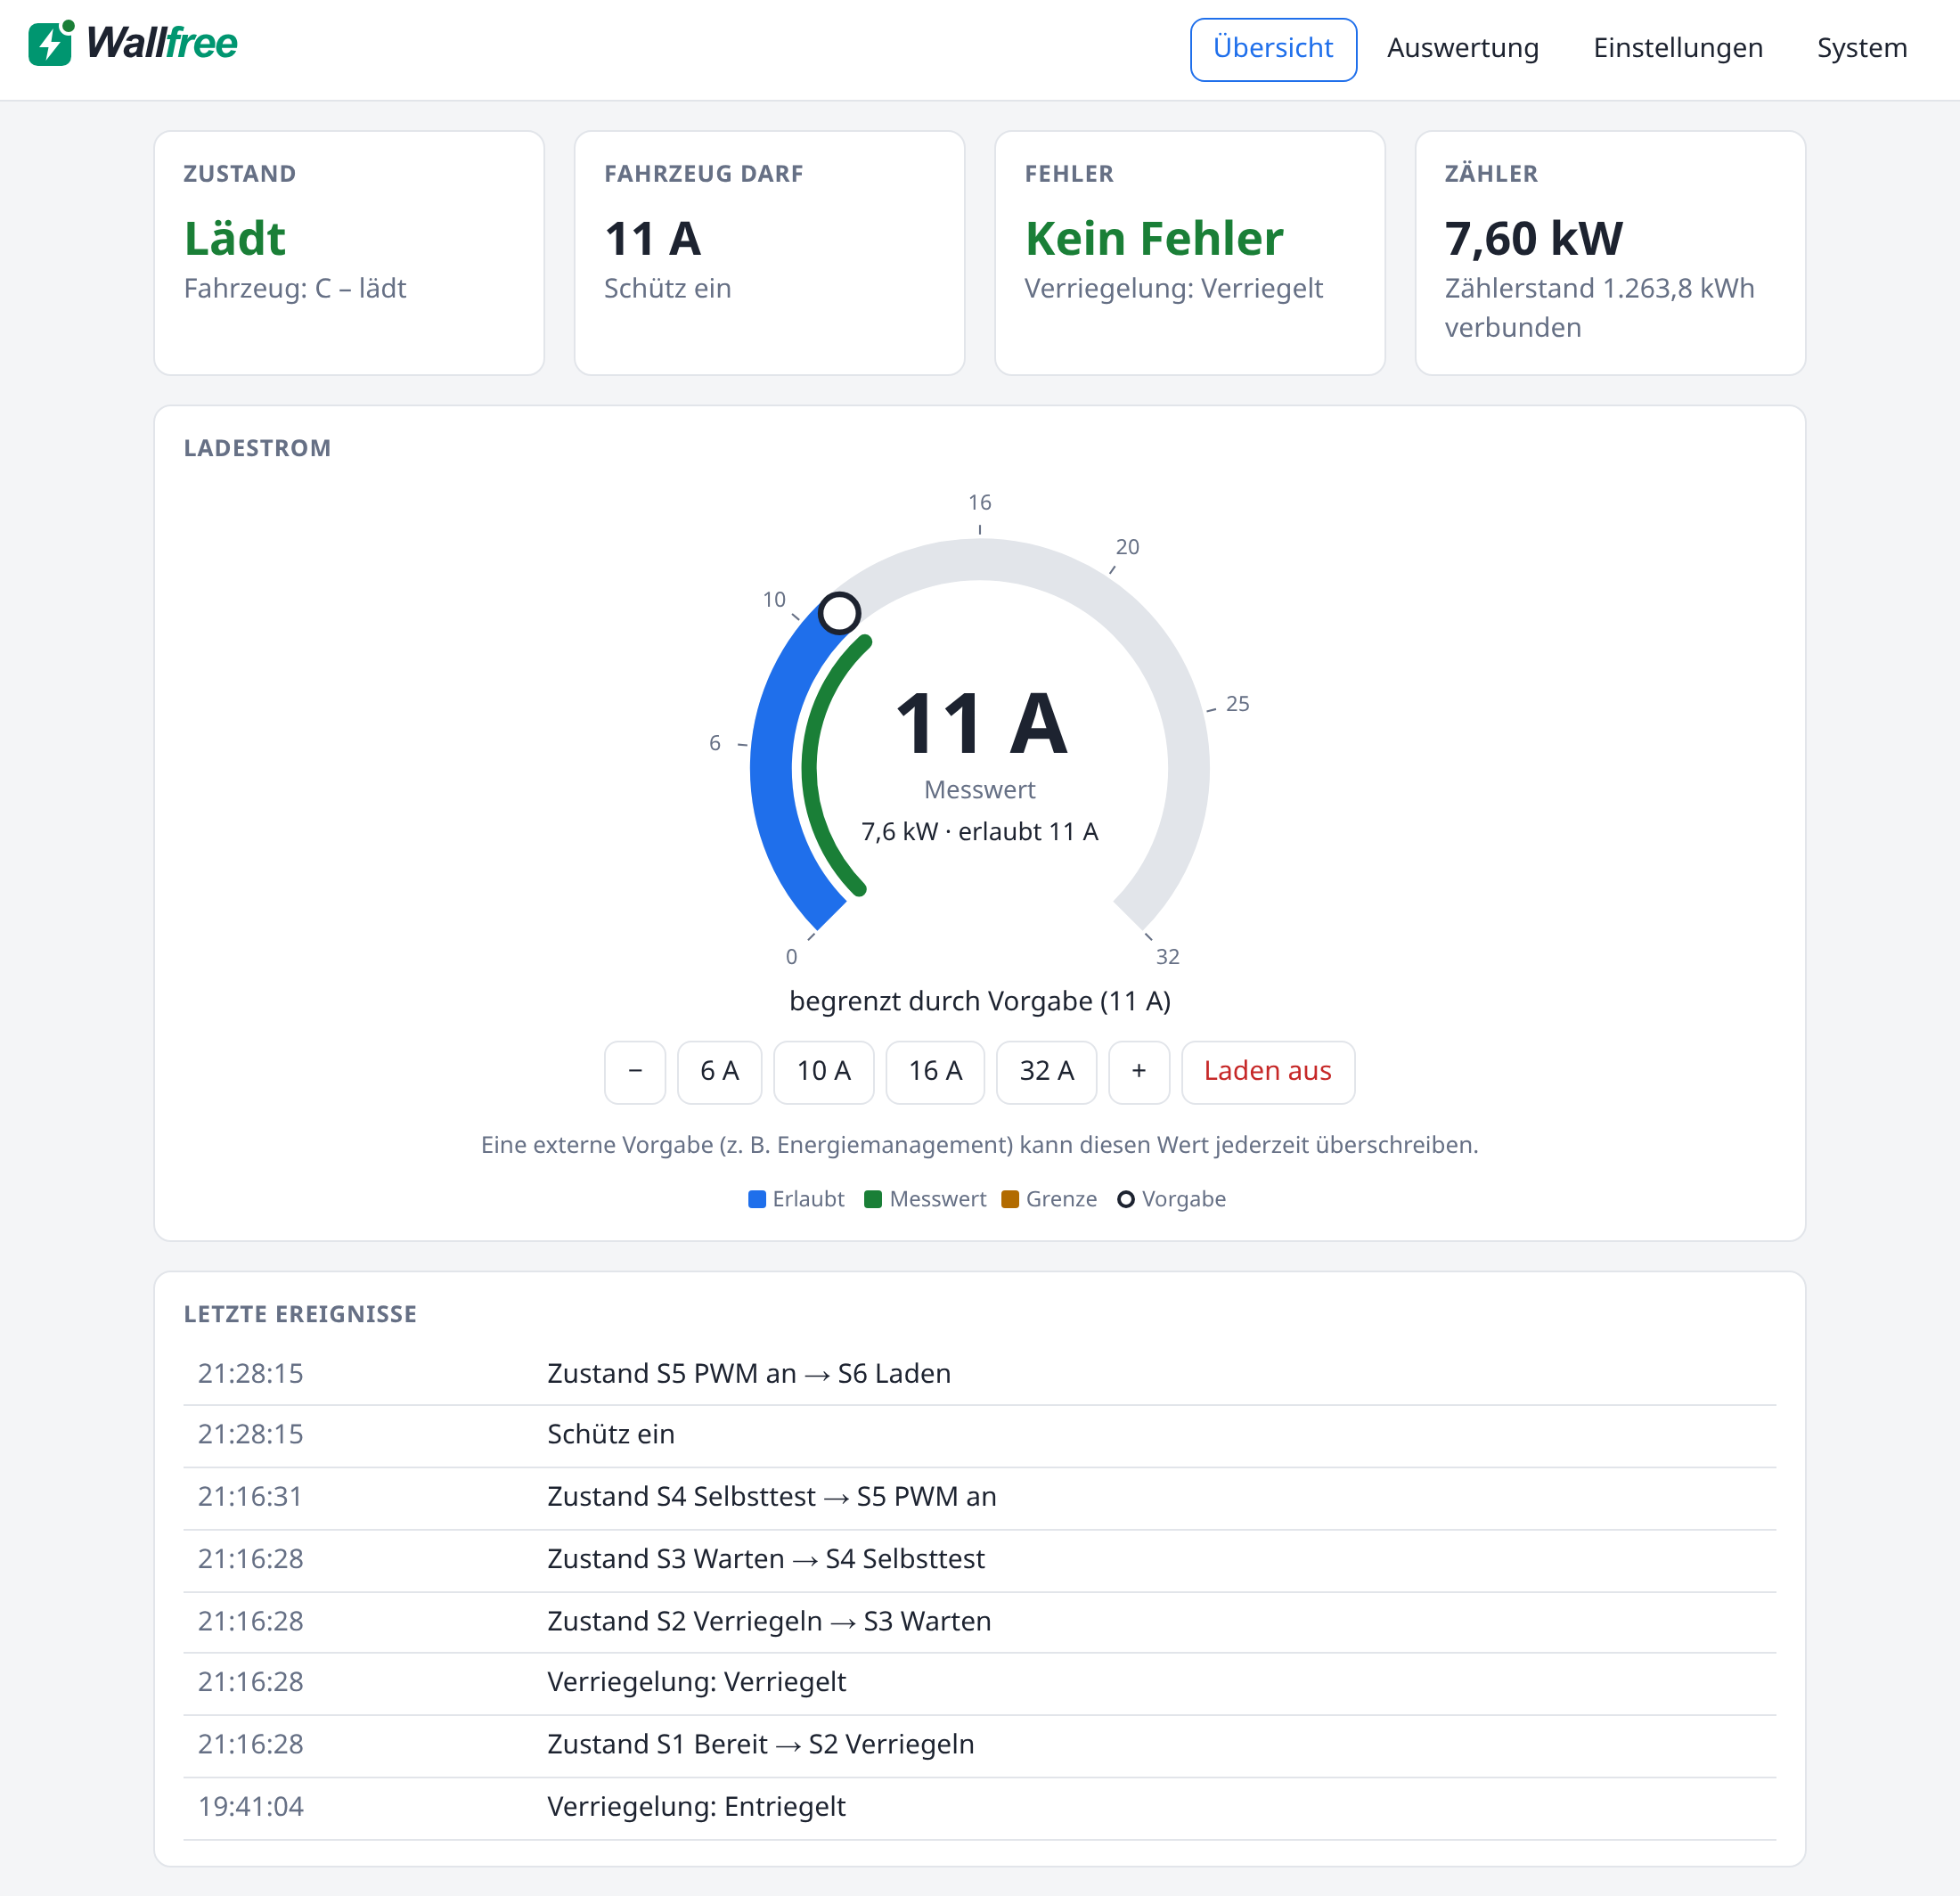 Wallfree
Übersicht Auswertung Einstellungen System
ZUSTAND
Lädt
Fahrzeug: C – lädt
FAHRZEUG DARF
11 A
Schütz ein
FEHLER
Kein Fehler
Verriegelung: Verriegelt
ZÄHLER
7,60 kW
Zählerstand 1.263,8 kWh
verbunden
LADESTROM
16
20
10
25
6
11 A
Messwert
7,6 kW · erlaubt 11 A
0
32
begrenzt durch Vorgabe (11 A)
− 6 A 10 A 16 A 32 A + Laden aus
Eine externe Vorgabe (z. B. Energiemanagement) kann diesen Wert jederzeit überschreiben.
Erlaubt Messwert Grenze Vorgabe
LETZTE EREIGNISSE
21:28:15 Zustand S5 PWM an → S6 Laden
21:28:15 Schütz ein
21:16:31 Zustand S4 Selbsttest → S5 PWM an
21:16:28 Zustand S3 Warten → S4 Selbsttest
21:16:28 Zustand S2 Verriegeln → S3 Warten
21:16:28 Verriegelung: Verriegelt
21:16:28 Zustand S1 Bereit → S2 Verriegeln
19:41:04 Verriegelung: Entriegelt